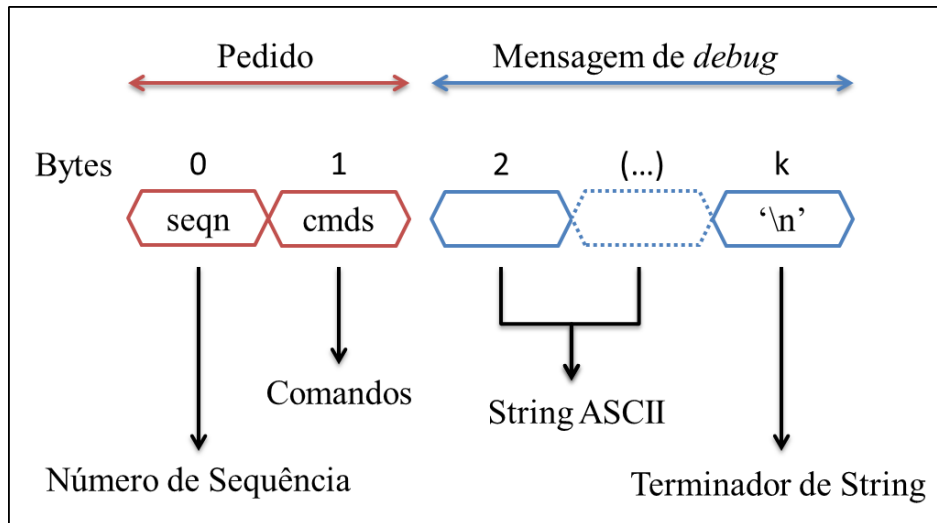 Pedido
Mensagem de debug
Bytes 0 1 2 (...) k
seqn cmds ‘\n’
Comandos
String ASCII
Número de Sequência
Terminador de String